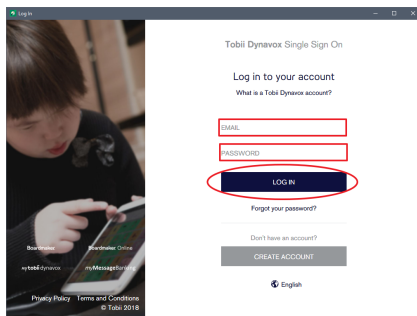 Log In
Tobii Dynavox Single Sign On
Log in to your account
What is a Tobii Dynavox account?
EMAIL
PASSWORD
LOG IN
Forgot your password?
Don't have an account?
CREATE ACCOUNT
English
Boardmaker Boardmaker Online
mytobiidynavox myMessageBanking
Privacy Policy Terms and Conditions
© Tobii 2018